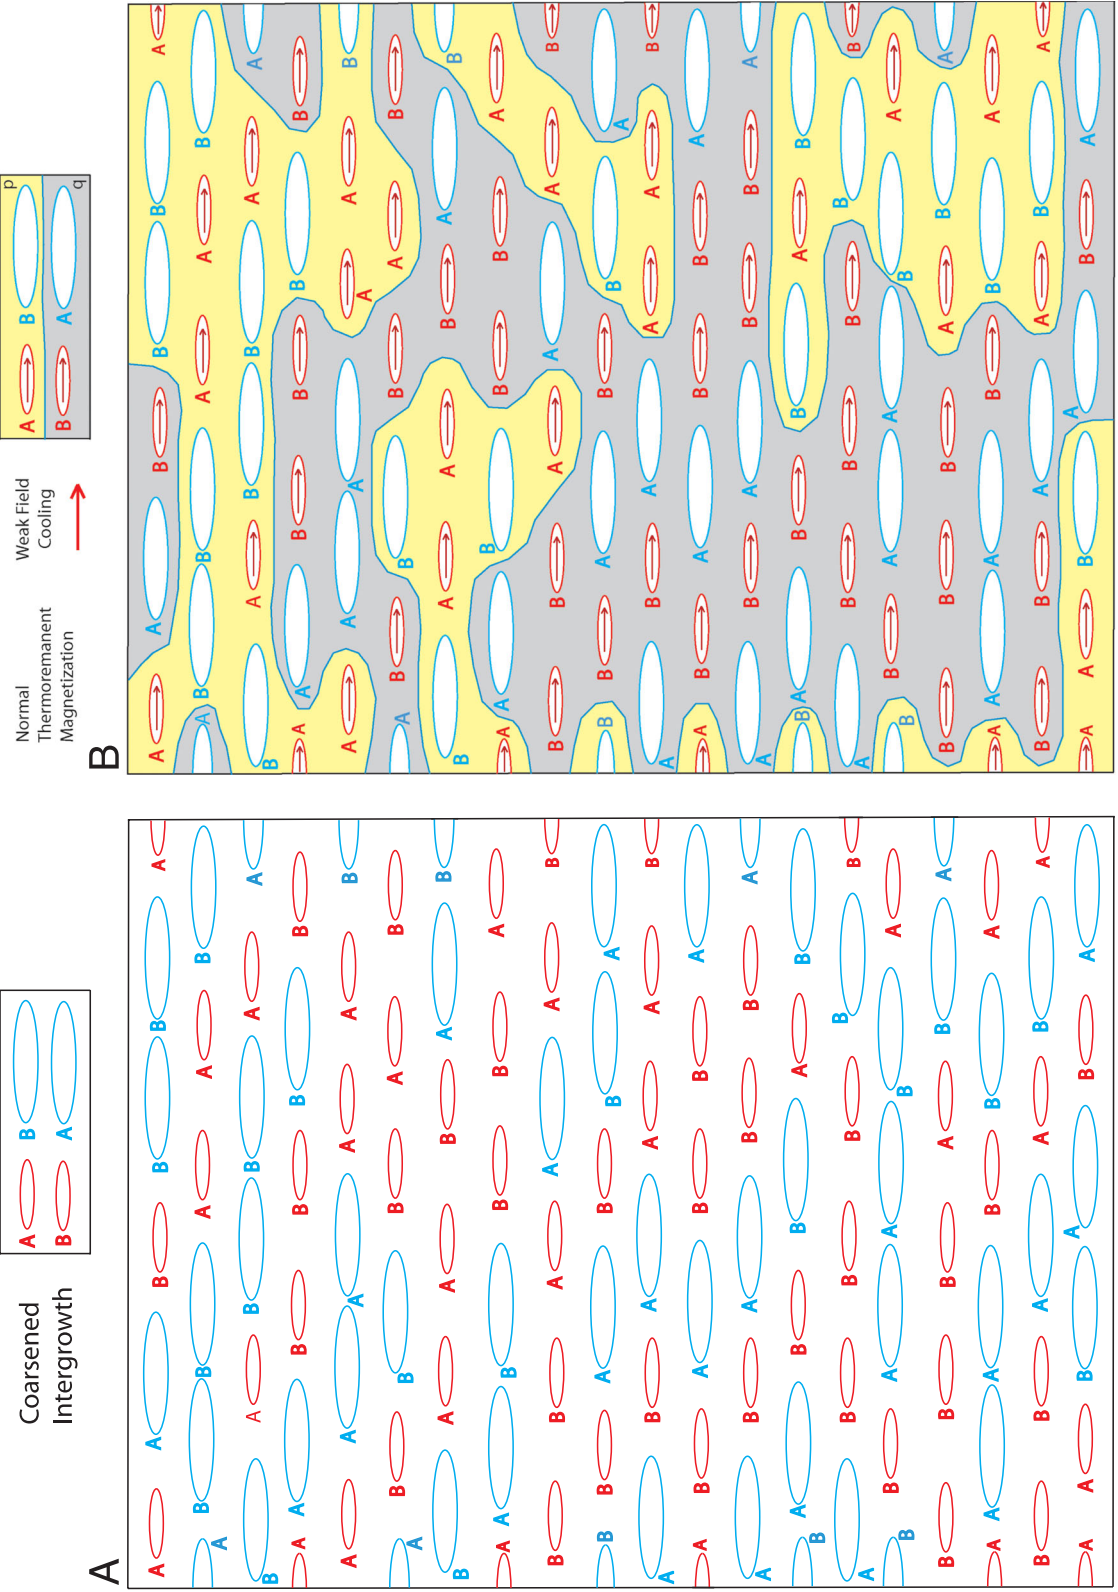 A
Coarsened
Intergrowth
A B
B A
A A B B B A
A B B A A B
B A B B A A
A A B B B B
A A A A A B
A B B B A B
B A A B A B
A A B B B A
B B A A A B
B B A B B A
A B A A A B
A B A B B A
A B A B B A
B A B B A B
A B B B B B
B B A A B A
B B B A B A
A A A B B A
B B A A B A
A A B A B A
B
Normal
Thermoremanent
Magnetization
Weak Field
Cooling
A B p
B A q
A A B B B A
A B B A A B
B A B B A A
A A B B B B
A A A A A B
A B B B A B
B A A B A B
A A B B B A
B B A A A B
B B A B B A
A B A A A B
A B A B B A
A B A B B A
B A B B A B
A B B B B B
B B A A B A
B B B A B A
A A A B B A
B B A A B A
A A B A B A